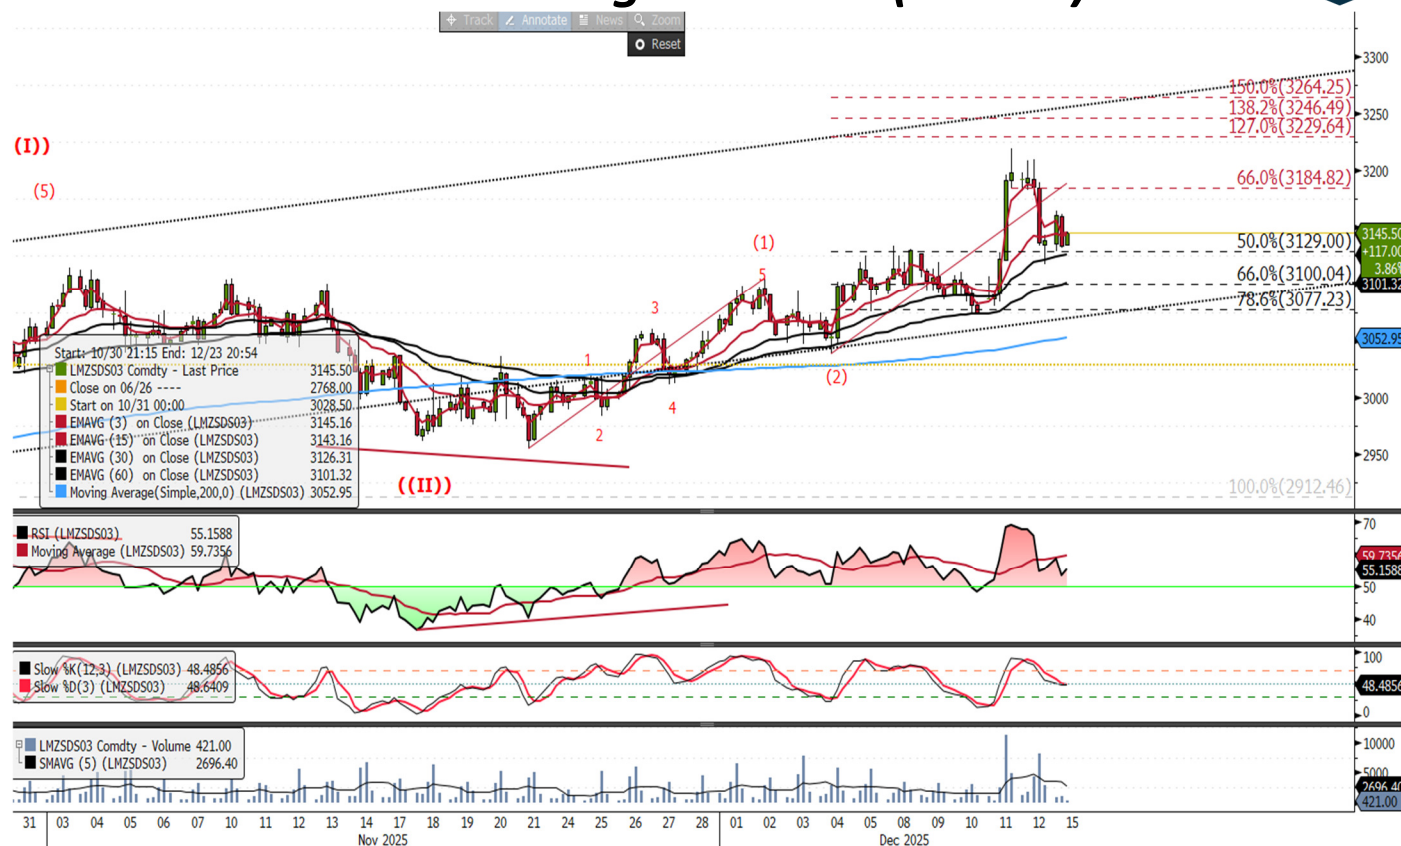 Track Annotate News Zoom
Reset
3300
150.0%(3264.25)
138.2%(3246.49)
3250
127.0%(3229.64)
((I))
(5)
3200
66.0%(3184.82)
(1)
3145.50
+117.00
3.86%
50.0%(3129.00)
5
66.0%(3100.04)
3101.32
78.6%(3077.23)
3
3052.95
1
(2)
4
2
3000
2950
((II))
100.0%(2912.46)
Start: 10/30 21:15 End: 12/23 20:54
LMZSDS03 Comdty - Last Price 3145.50
Close on 06/26 ---- 2768.00
Start on 10/31 00:00 3028.50
EMAVG (3) on Close (LMZSDS03) 3145.16
EMAVG (15) on Close (LMZSDS03) 3143.16
EMAVG (30) on Close (LMZSDS03) 3126.31
EMAVG (60) on Close (LMZSDS03) 3101.32
Moving Average(Simple,200,0) (LMZSDS03) 3052.95
RSI (LMZSDS03) 55.1588
Moving Average (LMZSDS03) 59.7356
70
59.7356
55.1588
50
40
Slow %K(12,3) (LMZSDS03) 48.4856
Slow %D(3) (LMZSDS03) 48.6409
100
48.4856
0
LMZSDS03 Comdty - Volume 421.00
SMAVG (5) (LMZSDS03) 2696.40
10000
5000
2696.40
421.00
31 03 04 05 06 07 10 11 12 13 14 17 18 19 20 21 24 25 26 27 28 01 02 03 04 05 08 09 10 11 12 15
Nov 2025 Dec 2025